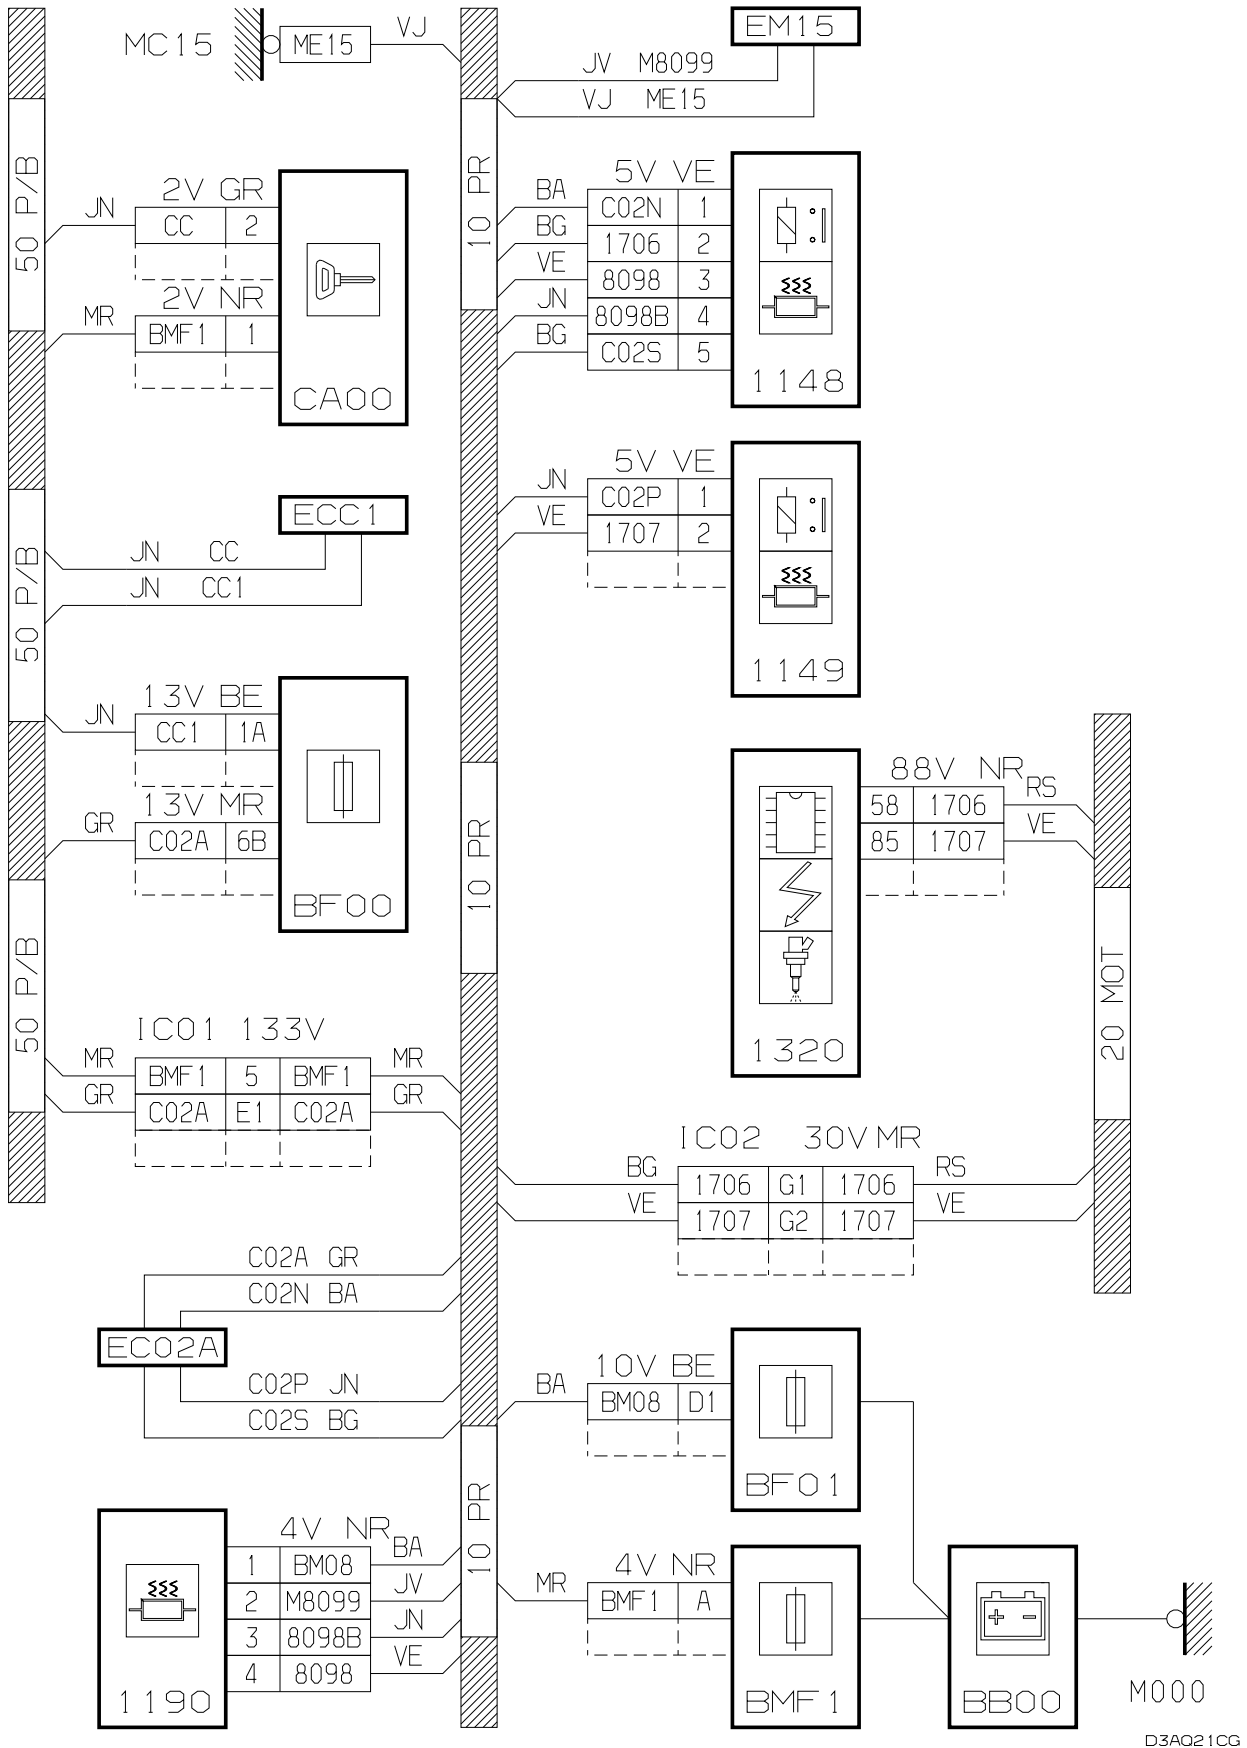 MC15
ME15
VJ
EM15
JV M8099
VJ ME15
50 P/B
10 PR
2V GR
JN
CC 2
2V NR
MR
BMF1 1
CA00
5V VE
BA
C02N 1
BG
1706 2
VE
8098 3
JN
8098B 4
BG
C02S 5
1148
ECC1
JN CC
JN CC1
50 P/B
5V VE
JN
C02P 1
VE
1707 2
1149
13V BE
JN
CC1 1A
13V MR
GR
C02A 6B
BF00
10 PR
88V NR
58 1706 RS
85 1707 VE
1320
20 MOT
50 P/B
IC01 133V
MR BMF1 5 BMF1 MR
GR C02A E1 C02A GR
IC02 30V MR
BG 1706 G1 1706 RS
VE 1707 G2 1707 VE
C02A GR
C02N BA
EC02A
C02P JN
C02S BG
10V BE
BA
BM08 D1
BF01
10 PR
4V NR
1 BM08 BA
2 M8099 JV
3 8098B JN
4 8098 VE
1190
4V NR
MR
BMF1 A
BMF1
+ -
BB00
M000
D3AQ21CG